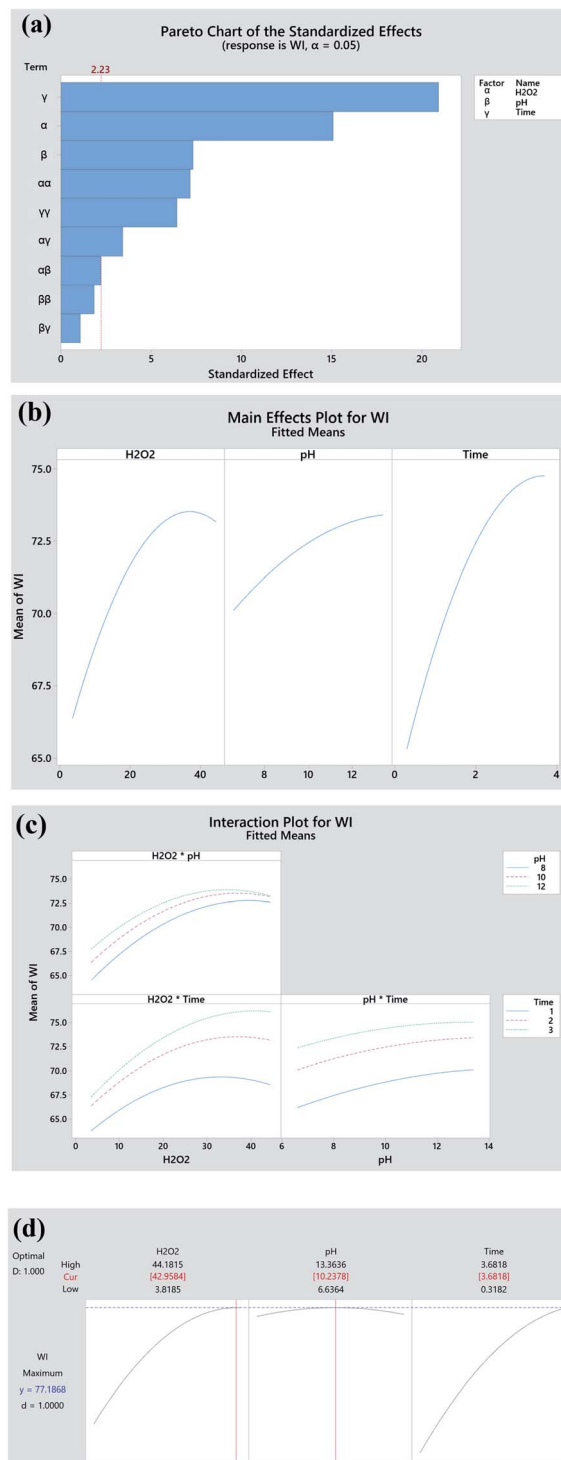 (a)
Pareto Chart of the Standardized Effects
(response is WI, α = 0.05)
Term
2.23
γ
α
β
αα
γγ
αγ
αβ
ββ
βγ
0 5 10 15 20
Standardized Effect
Factor Name
α H2O2
β pH
γ Time
(b)
Main Effects Plot for WI
Fitted Means
H2O2 pH Time
75.0
72.5
70.0
67.5
65.0
Mean of WI
0 20 40 8 10 12 0 2 4
(c)
Interaction Plot for WI
Fitted Means
H2O2 * pH
pH
8
10
12
75.0
72.5
70.0
67.5
65.0
Mean of WI
H2O2 * Time pH * Time
Time
1
2
3
75.0
72.5
70.0
67.5
65.0
0 10 20 30 40 6 8 10 12 14
H2O2 pH
(d)
Optimal
D: 1.000
High
Cur
Low
H2O2
44.1815
[42.9584]
3.8185
pH
13.3636
[10.2378]
6.6364
Time
3.6818
[3.6818]
0.3182
WI
Maximum
y = 77.1868
d = 1.0000